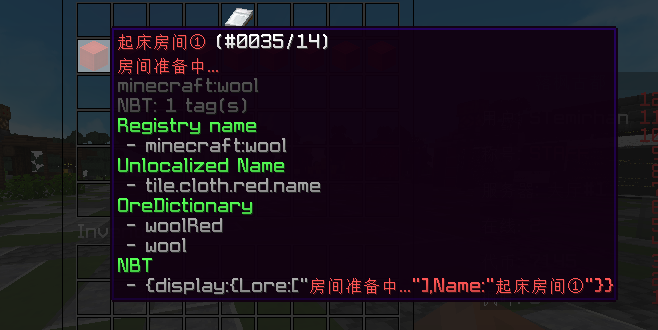 起床房间① (#0035/14)
房间准备中...
minecraft:wool
NBT: 1 tag(s)
Registry name
- minecraft:wool
Unlocalized Name
- tile.cloth.red.name
OreDictionary
- woolRed
- wool
Inv
NBT
- {display:{Lore:["房间准备中..."],Name:"起床房间①"}}